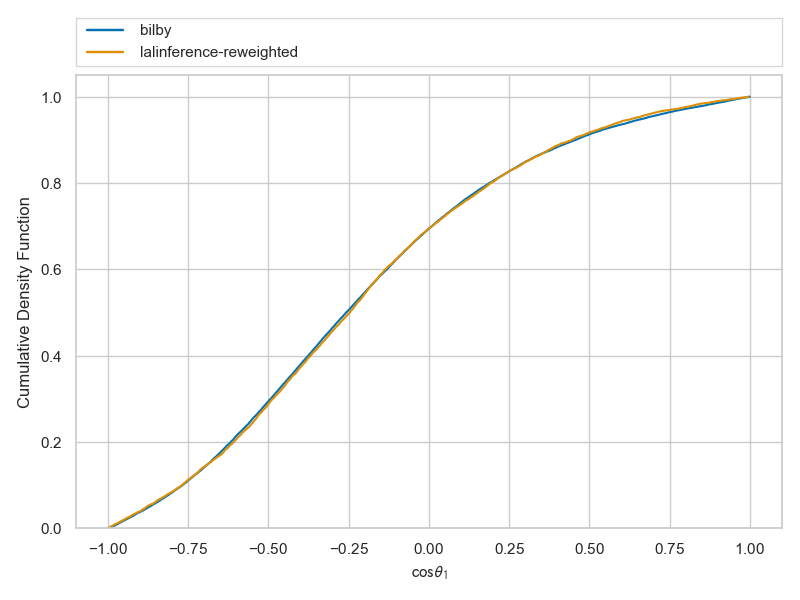 bilby
lalinference-reweighted
1.0
0.8
0.6
0.4
0.2
0.0
Cumulative Density Function
−1.00 −0.75 −0.50 −0.25 0.00 0.25 0.50 0.75 1.00
cosθ₁